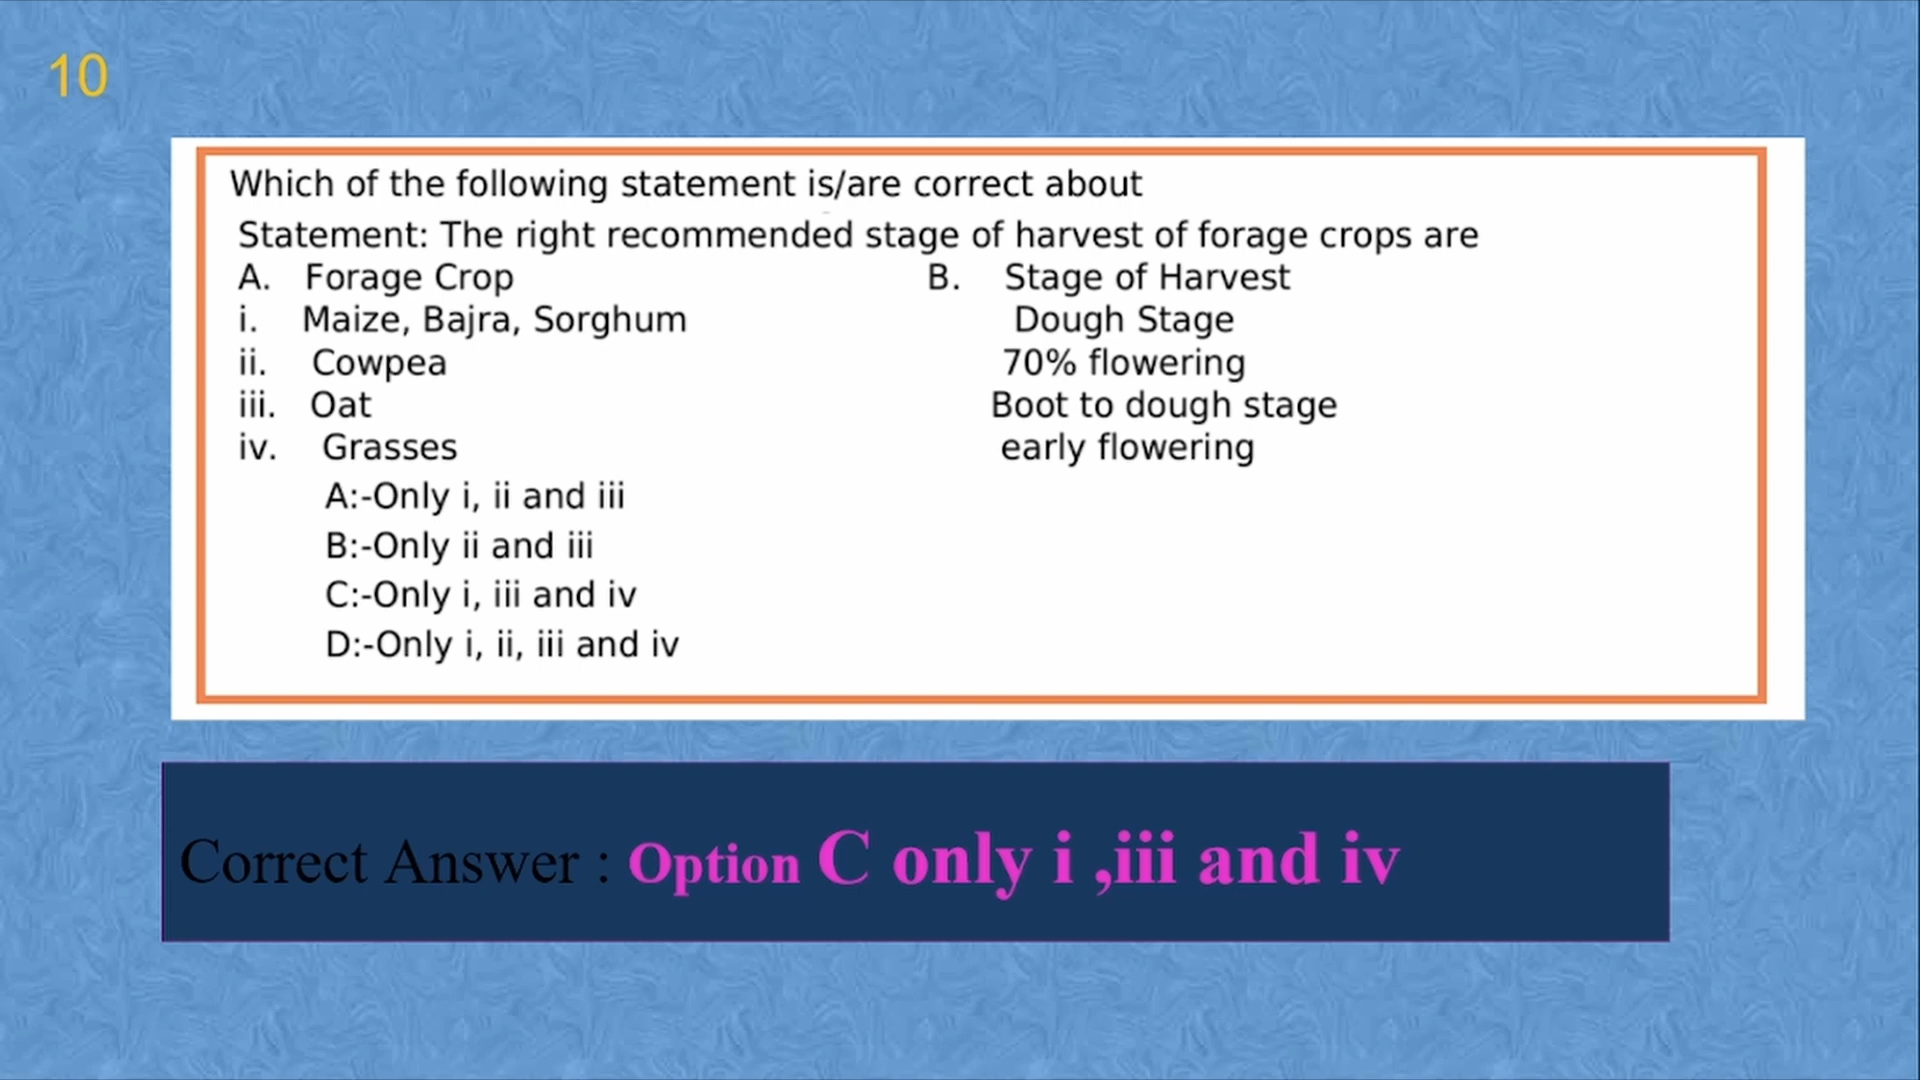 10
Which of the following statement is/are correct about
Statement: The right recommended stage of harvest of forage crops are
A. Forage Crop B. Stage of Harvest
i. Maize, Bajra, Sorghum Dough Stage
ii. Cowpea 70% flowering
iii. Oat Boot to dough stage
iv. Grasses early flowering
A:-Only i, ii and iii
B:-Only ii and iii
C:-Only i, iii and iv
D:-Only i, ii, iii and iv
Correct Answer : Option C only i ,iii and iv